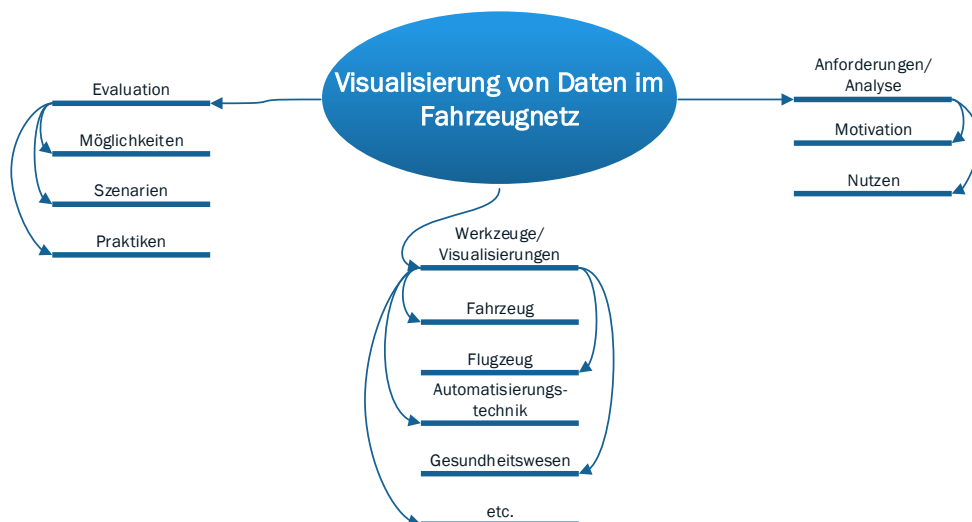 Visualisierung von Daten im
Fahrzeugnetz
Evaluation
Möglichkeiten
Szenarien
Praktiken
Anforderungen/
Analyse
Motivation
Nutzen
Werkzeuge/
Visualisierungen
Fahrzeug
Flugzeug
Automatisierungs-
technik
Gesundheitswesen
etc.